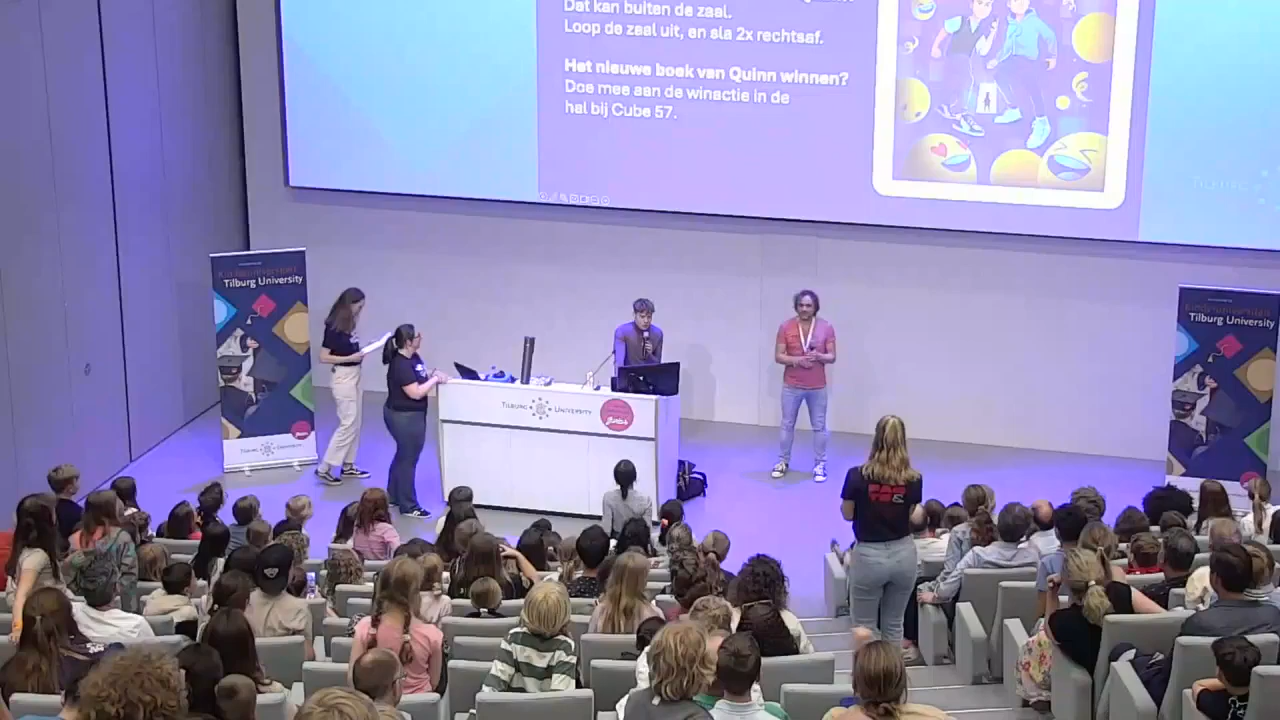 Dat kan buiten de zaal.
Loop de zaal uit, en sla 2x rechtsaf.
Het nieuwe boek van Quinn winnen?
Doe mee aan de winactie in de
hal bij Cube 57.
Tilburg University
TILBURG UNIVERSITY
Junior
Tilburg University
TILBURG UNIVERSITY
TILBURG